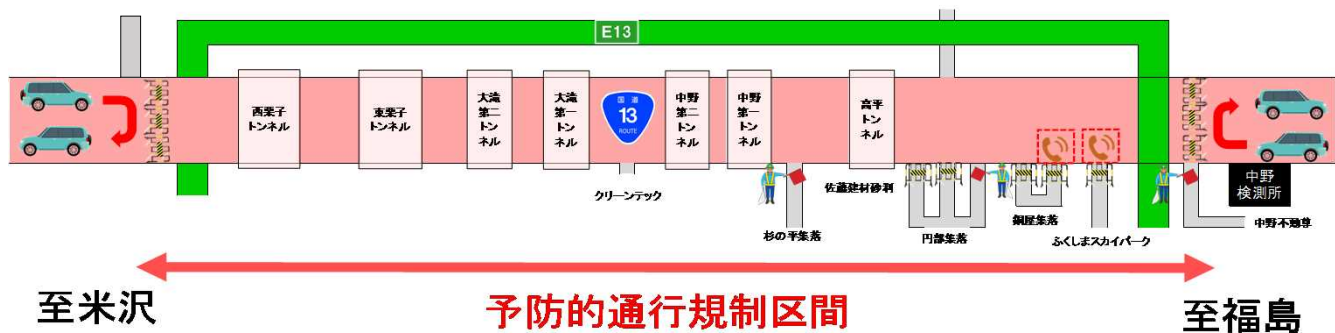 E13
西栗子
トンネル
東栗子
トンネル
大滝
第二
トンネル
大滝
第一
トンネル
国道
13
ROUTE
中野
第二
トンネル
中野
第一
トンネル
高平
トンネル
クリーンテック
杉の平集落
佐藤建材砂利
円部集落
銅屋集落
ふくしまスカイパーク
中野
検測所
中野不動尊
至米沢
予防的通行規制区間
至福島